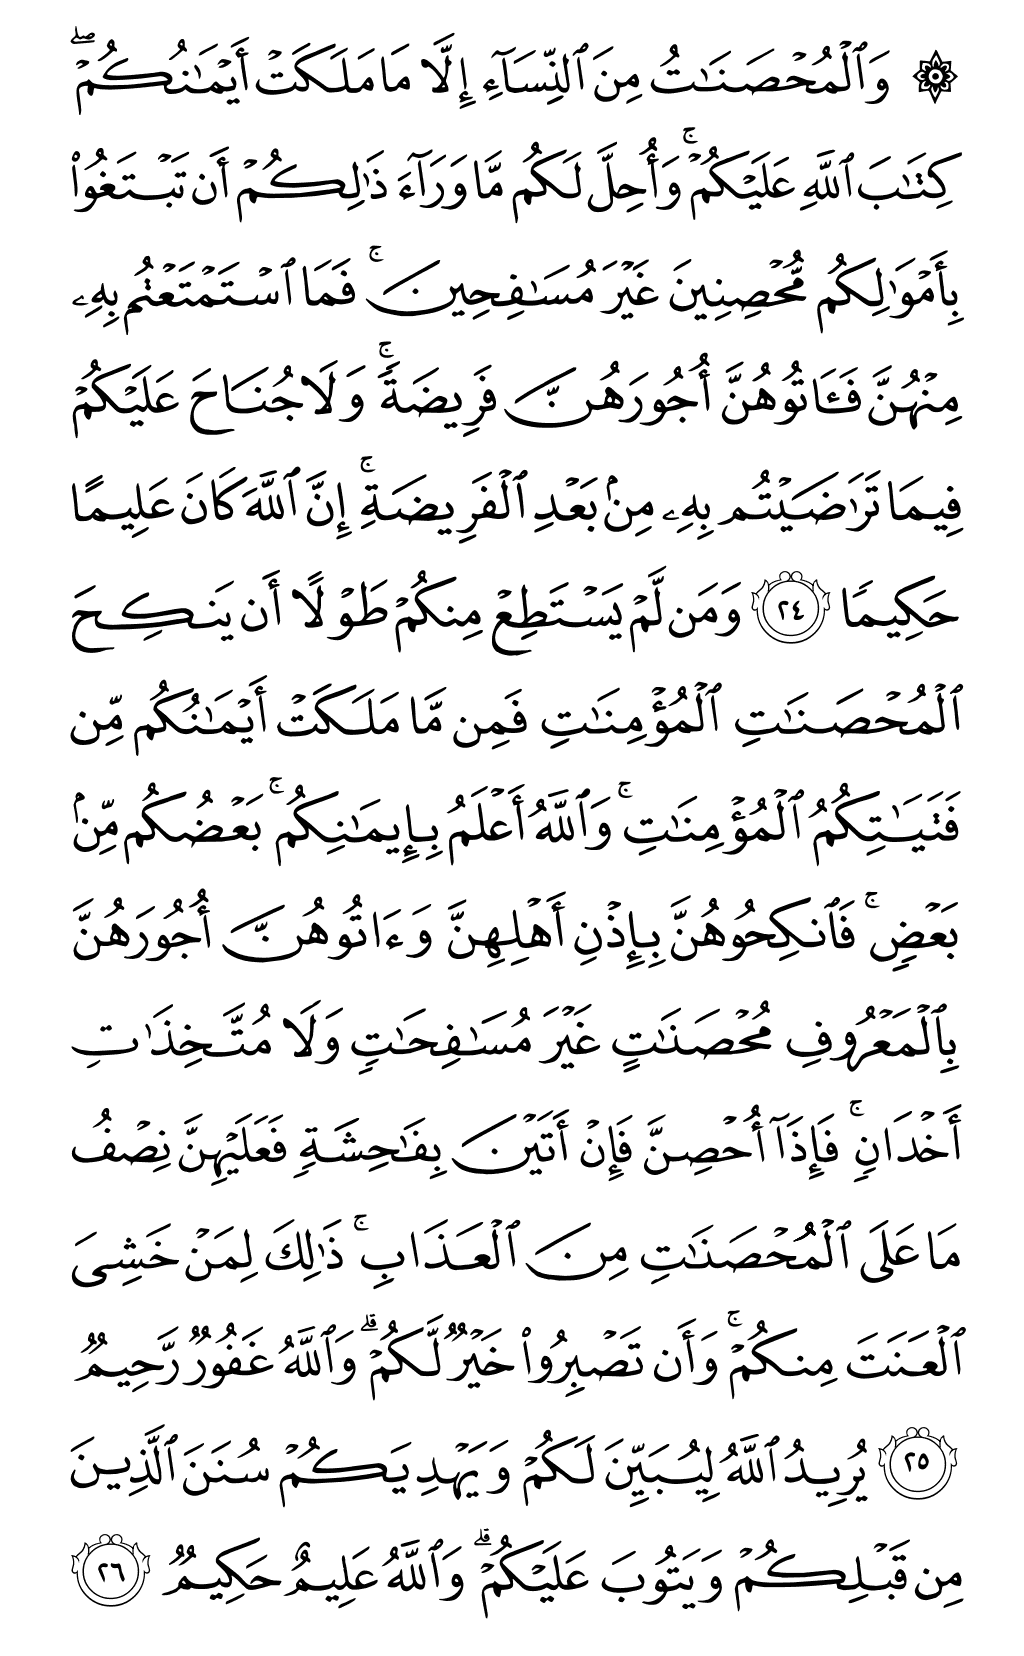 ۞ وَٱلۡمُحۡصَنَٰتُ مِنَ ٱلنِّسَآءِ إِلَّا مَا مَلَكَتۡ أَيۡمَٰنُكُمۡۖ
كِتَٰبَ ٱللَّهِ عَلَيۡكُمۡۚ وَأُحِلَّ لَكُم مَّا وَرَآءَ ذَٰلِكُمۡ أَن تَبۡتَغُواْ
بِأَمۡوَٰلِكُم مُّحۡصِنِينَ غَيۡرَ مُسَٰفِحِينَۚ فَمَا ٱسۡتَمۡتَعۡتُم بِهِۦ
مِنۡهُنَّ فَـَٔاتُوهُنَّ أُجُورَهُنَّ فَرِيضَةٗۚ وَلَا جُنَاحَ عَلَيۡكُمۡ
فِيمَا تَرَٰضَيۡتُم بِهِۦ مِنۢ بَعۡدِ ٱلۡفَرِيضَةِۚ إِنَّ ٱللَّهَ كَانَ عَلِيمًا
حَكِيمٗا ٢٤ وَمَن لَّمۡ يَسۡتَطِعۡ مِنكُمۡ طَوۡلًا أَن يَنكِحَ
ٱلۡمُحۡصَنَٰتِ ٱلۡمُؤۡمِنَٰتِ فَمِن مَّا مَلَكَتۡ أَيۡمَٰنُكُم مِّن
فَتَيَٰتِكُمُ ٱلۡمُؤۡمِنَٰتِۚ وَٱللَّهُ أَعۡلَمُ بِإِيمَٰنِكُمۚ بَعۡضُكُم مِّنۢ
بَعۡضٖۚ فَٱنكِحُوهُنَّ بِإِذۡنِ أَهۡلِهِنَّ وَءَاتُوهُنَّ أُجُورَهُنَّ
بِٱلۡمَعۡرُوفِ مُحۡصَنَٰتٍ غَيۡرَ مُسَٰفِحَٰتٖ وَلَا مُتَّخِذَٰتِ
أَخۡدَانٖۚ فَإِذَآ أُحۡصِنَّ فَإِنۡ أَتَيۡنَ بِفَٰحِشَةٖ فَعَلَيۡهِنَّ نِصۡفُ
مَا عَلَى ٱلۡمُحۡصَنَٰتِ مِنَ ٱلۡعَذَابِۚ ذَٰلِكَ لِمَنۡ خَشِيَ
ٱلۡعَنَتَ مِنكُمۡۚ وَأَن تَصۡبِرُواْ خَيۡرٞ لَّكُمۡۗ وَٱللَّهُ غَفُورٞ رَّحِيمٞ
٢٥ يُرِيدُ ٱللَّهُ لِيُبَيِّنَ لَكُمۡ وَيَهۡدِيَكُمۡ سُنَنَ ٱلَّذِينَ
مِن قَبۡلِكُمۡ وَيَتُوبَ عَلَيۡكُمۡۗ وَٱللَّهُ عَلِيمٌ حَكِيمٞ ٢٦